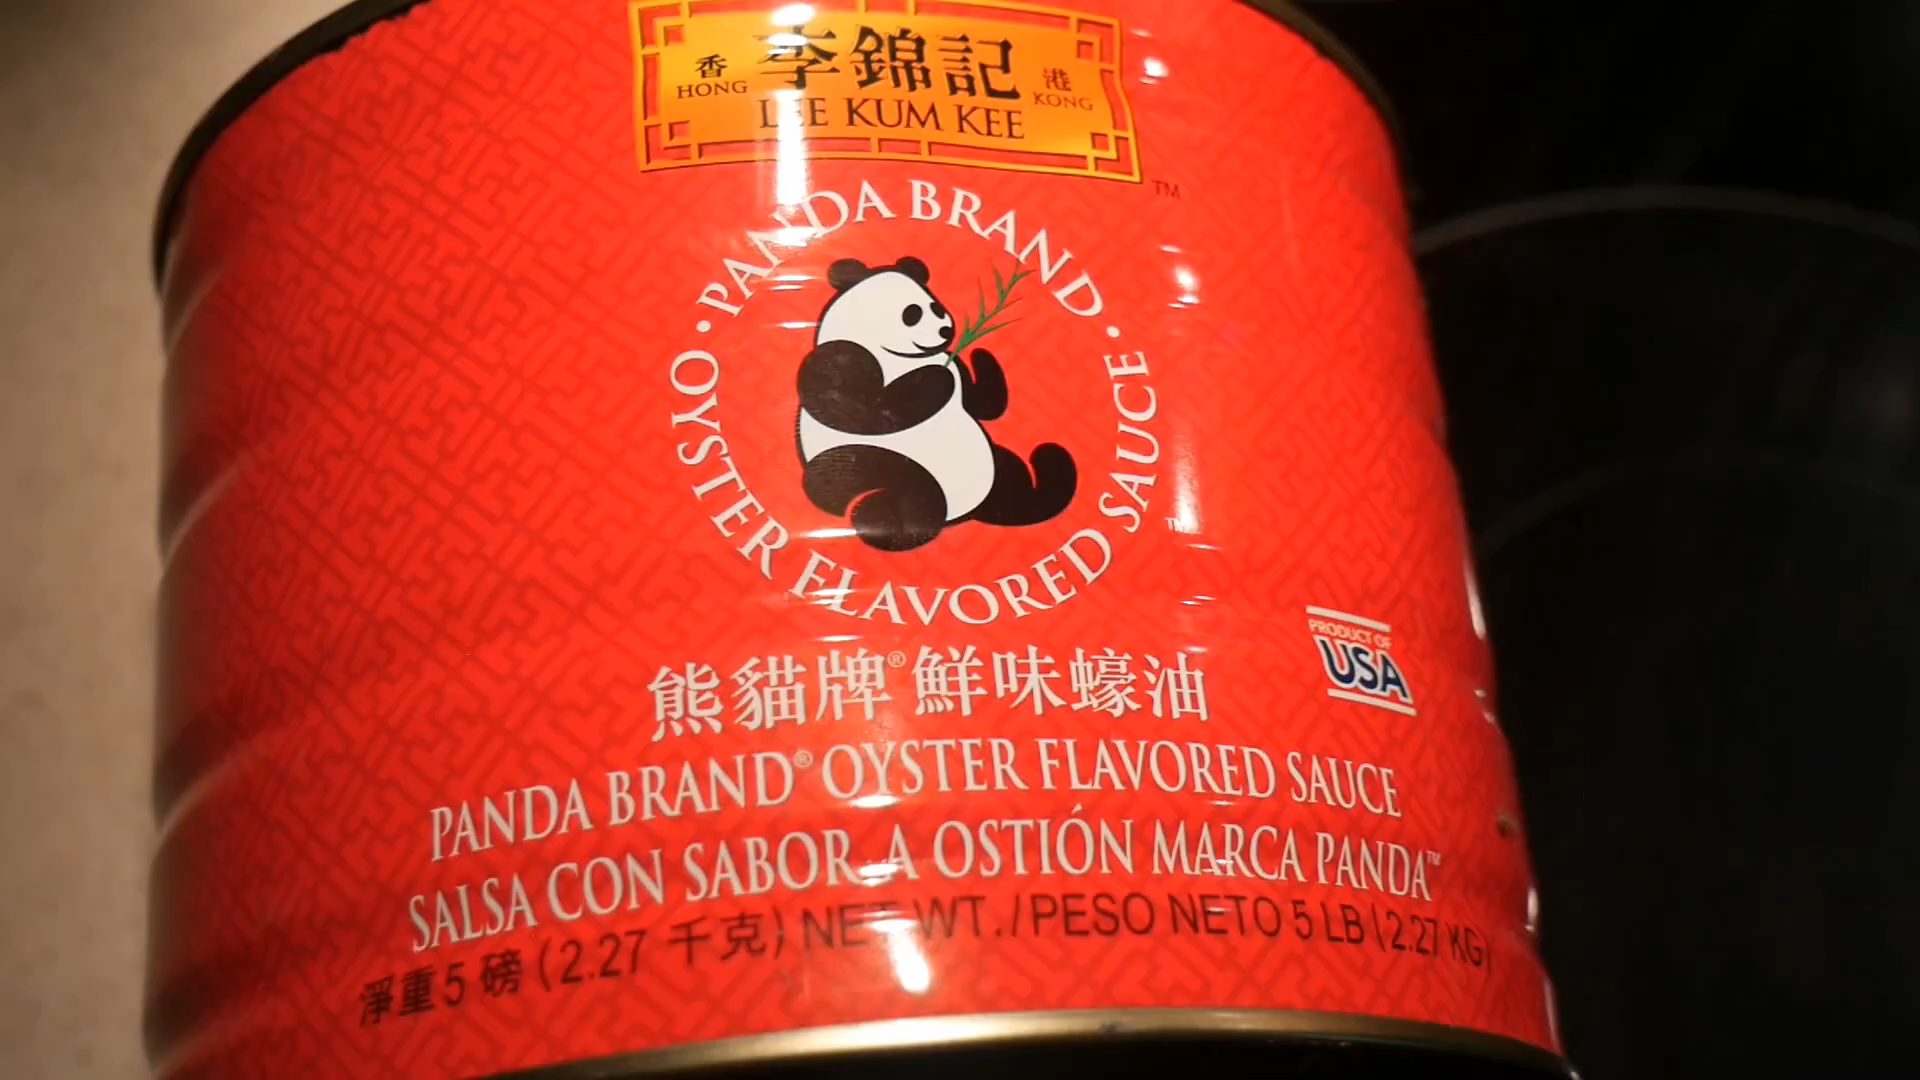 香 李錦記 港
HONG LEE KUM KEE KONG
TM
PANDA BRAND
• OYSTER FLAVORED SAUCE •
TM
熊貓牌® 鮮味蠔油
PRODUCT OF
USA
PANDA BRAND® OYSTER FLAVORED SAUCE
SALSA CON SABOR A OSTIÓN MARCA PANDA™
淨重 5 磅 (2.27 千克) NET WT. / PESO NETO 5 LB (2.27 KG)